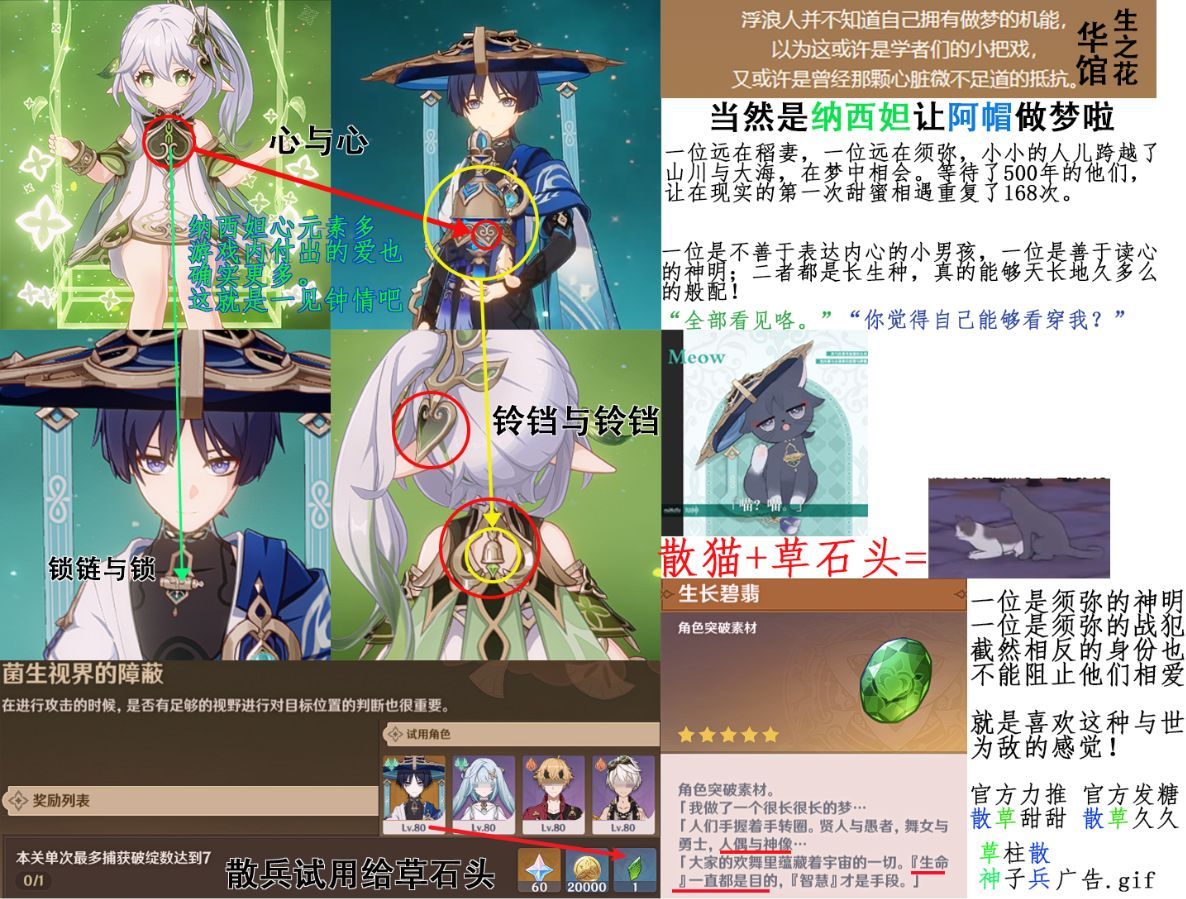 浮浪人并不知道自己拥有做梦的机能，
以为这或许是学者们的小把戏，
又或许是曾经那颗心脏微不足道的抵抗。
生之花
华馆
当然是纳西妲让阿帽做梦啦
一位远在稻妻，一位远在须弥，小小的人儿跨越了
山川与大海，在梦中相会。等待了500年的他们，
让在现实的第一次甜蜜相遇重复了168次。
一位是不善于表达内心的小男孩，一位是善于读心
的神明；二者都是长生种，真的能够天长地久多么
的般配！
“全部看见咯。”“你觉得自己能够看穿我？”
心与心
纳西妲心元素多
游戏内付出的爱也
确实更多。
这就是一见钟情吧
锁链与锁
铃铛与铃铛
Meow
「喵？喵。」
散猫+草石头=
生长碧翡
角色突破素材
角色突破素材。
「我做了一个很长很长的梦…
「人们手握着手转圈。贤人与愚者，舞女与
勇士，人偶与神像…
「大家的欢舞里蕴藏着宇宙的一切。『生命
』一直都是目的，『智慧』才是手段。」
一位是须弥的神明
一位是须弥的战犯
截然相反的身份也
不能阻止他们相爱
就是喜欢这种与世
为敌的感觉！
官方力推 官方发糖
散草甜甜 散草久久
草柱散
神子兵广告.gif
菌生视界的障蔽
在进行攻击的时候，是否有足够的视野进行对目标位置的判断也很重要。
试用角色
Lv.80 Lv.80 Lv.80 Lv.80
奖励列表
本关单次最多捕获破绽数达到7
0/1
散兵试用给草石头
60 20000 1